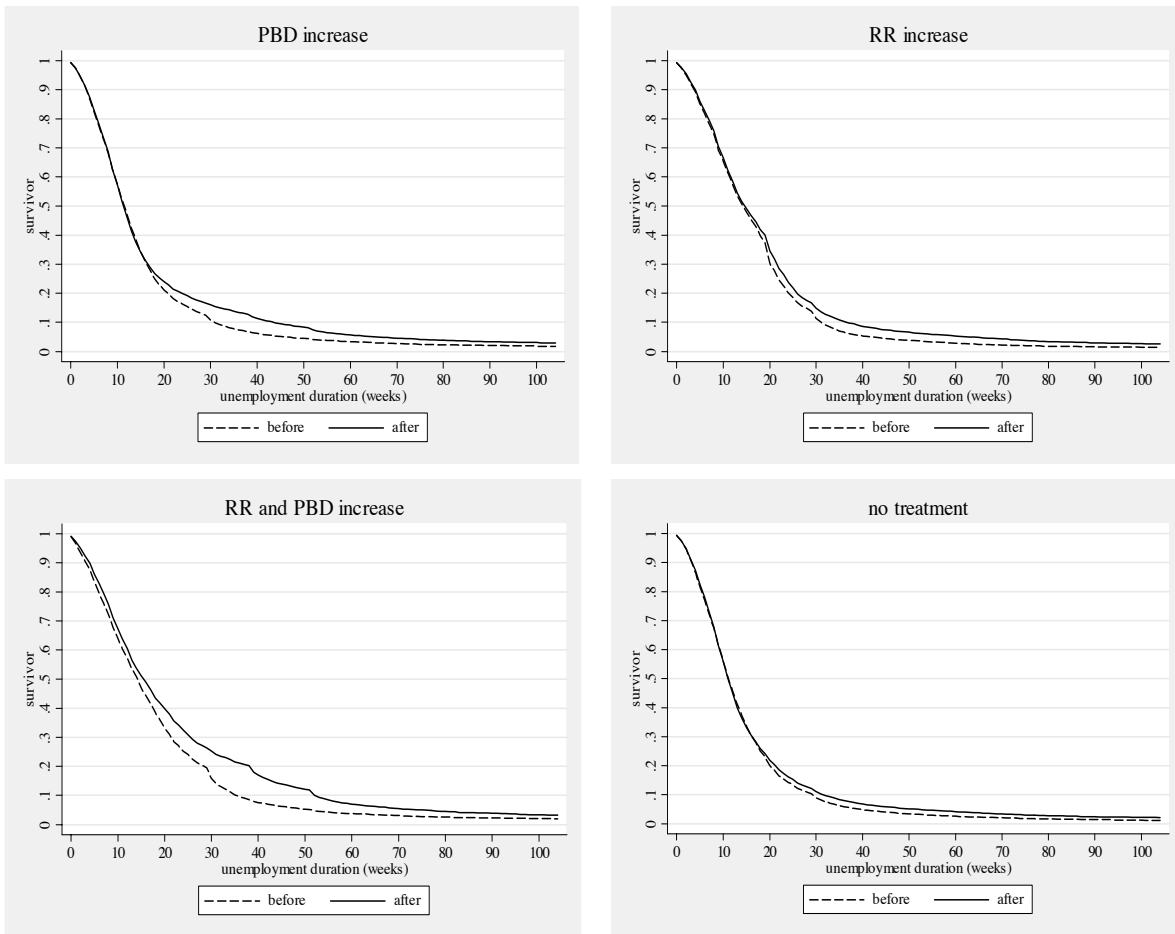 PBD increase
survivor
1
.9
.8
.7
.6
.5
.4
.3
.2
.1
0
0 10 20 30 40 50 60 70 80 90 100
unemployment duration (weeks)
before after
RR increase
survivor
1
.9
.8
.7
.6
.5
.4
.3
.2
.1
0
0 10 20 30 40 50 60 70 80 90 100
unemployment duration (weeks)
before after
RR and PBD increase
survivor
1
.9
.8
.7
.6
.5
.4
.3
.2
.1
0
0 10 20 30 40 50 60 70 80 90 100
unemployment duration (weeks)
before after
no treatment
survivor
1
.9
.8
.7
.6
.5
.4
.3
.2
.1
0
0 10 20 30 40 50 60 70 80 90 100
unemployment duration (weeks)
before after